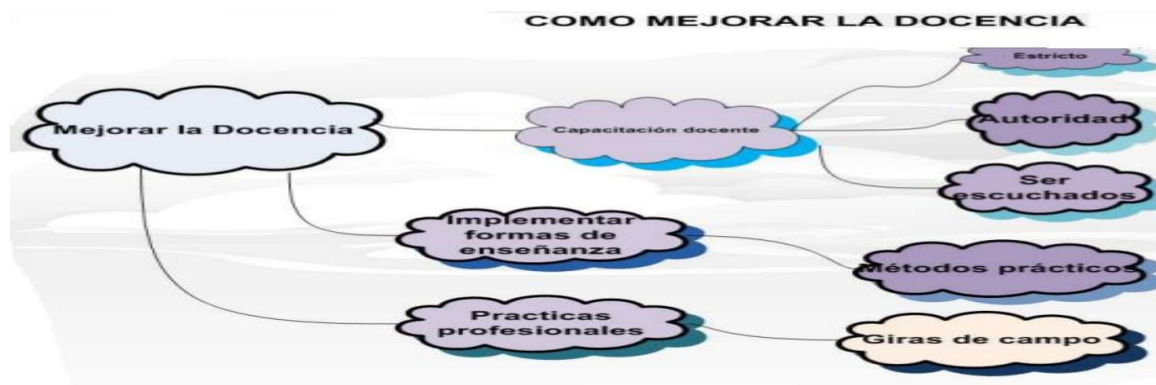 COMO MEJORAR LA DOCENCIA
Estricto
Mejorar la Docencia
Capacitación docente
Autoridad
Ser
escuchados
Implementar
formas de
enseñanza
Métodos prácticos
Practicas
profesionales
Giras de campo